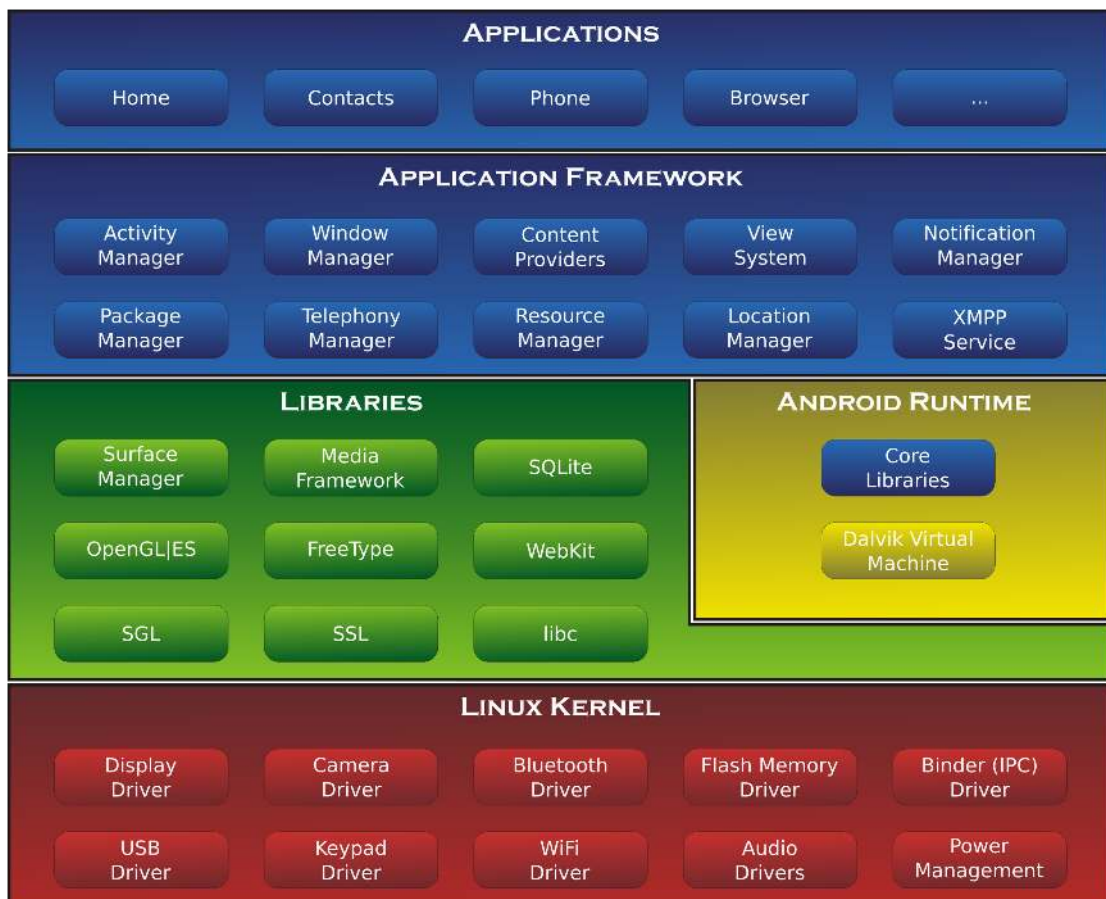 APPLICATIONS
Home Contacts Phone Browser ...
APPLICATION FRAMEWORK
Activity Manager
Window Manager
Content Providers
View System
Notification Manager
Package Manager
Telephony Manager
Resource Manager
Location Manager
XMPP Service
LIBRARIES
Surface Manager
Media Framework
SQLite
OpenGL|ES
FreeType
WebKit
SGL
SSL
libc
ANDROID RUNTIME
Core Libraries
Dalvik Virtual Machine
LINUX KERNEL
Display Driver
Camera Driver
Bluetooth Driver
Flash Memory Driver
Binder (IPC) Driver
USB Driver
Keypad Driver
WiFi Driver
Audio Drivers
Power Management